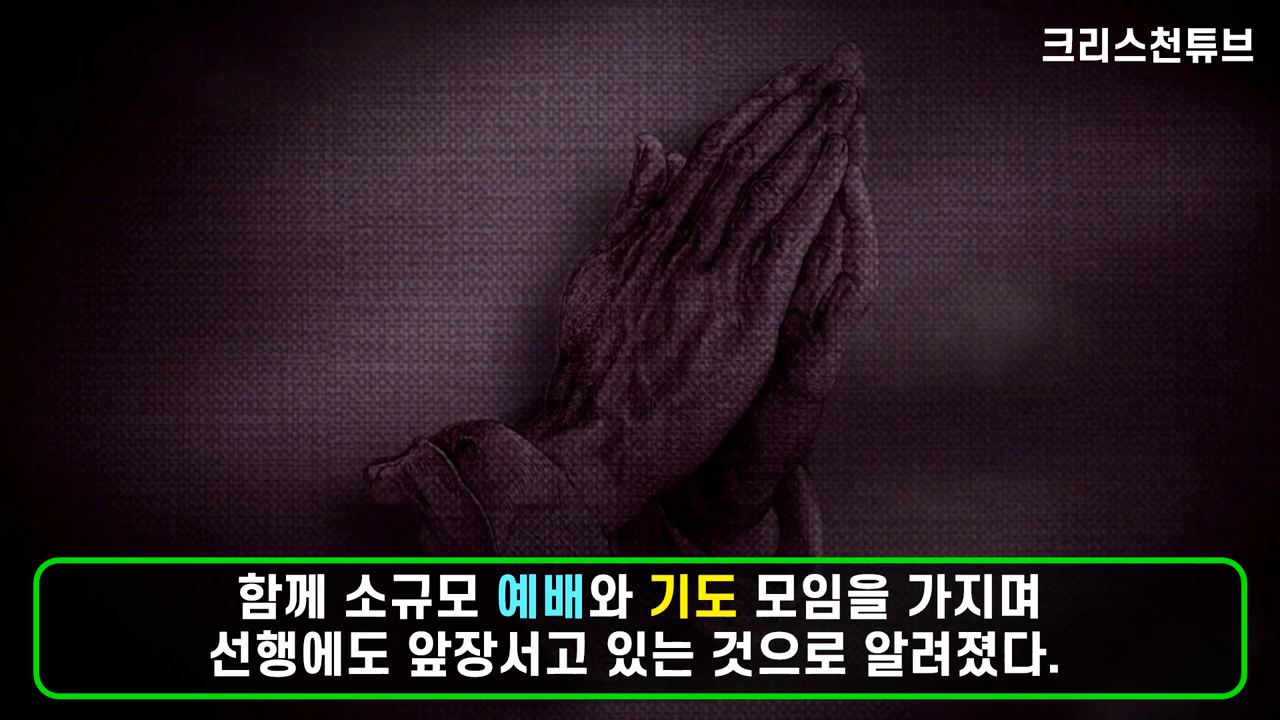 크리스천튜브
함께 소규모 예배와 기도 모임을 가지며
선행에도 앞장서고 있는 것으로 알려졌다.